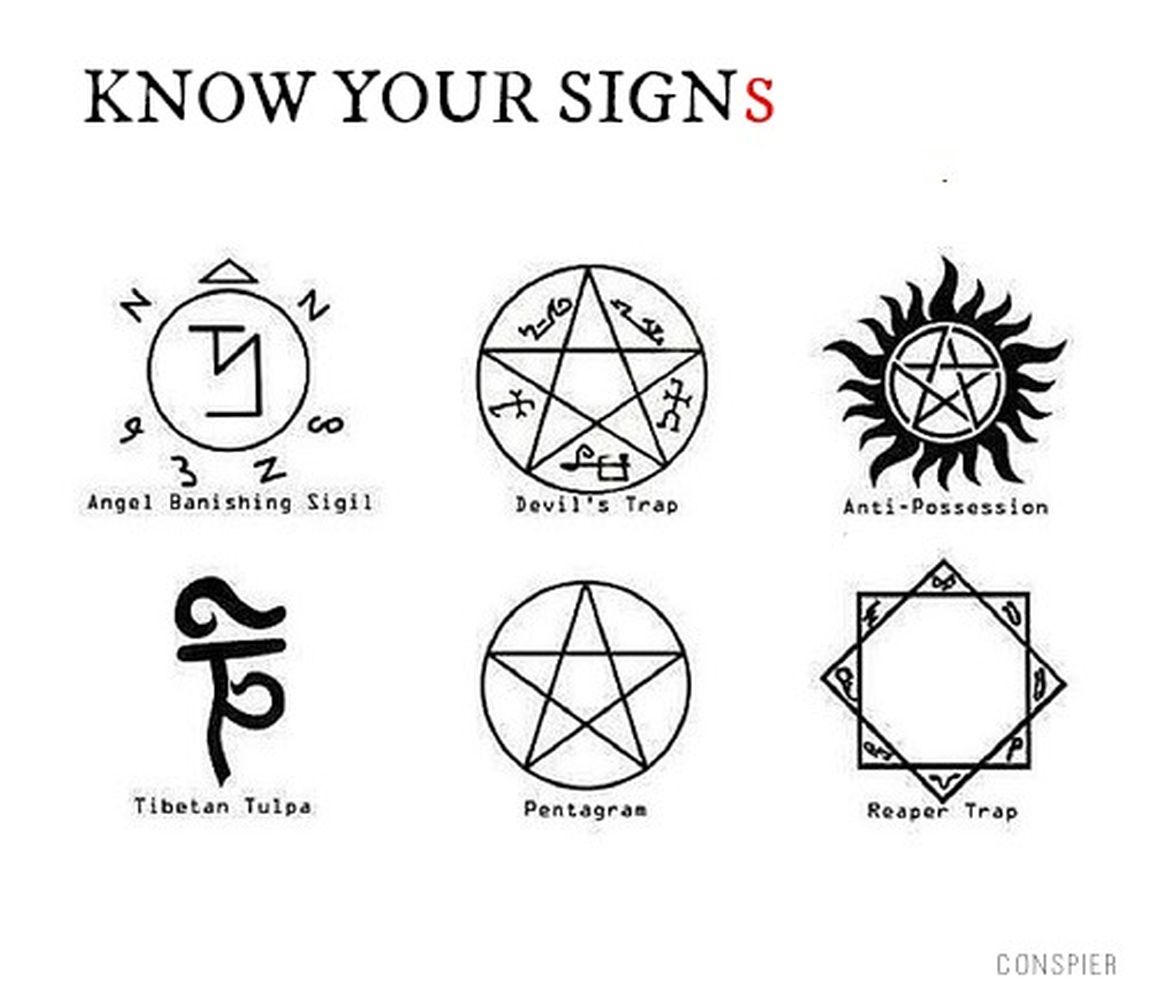 KNOW YOUR SIGNs
Angel Banishing Sigil
Devil's Trap
Anti-Possession
Tibetan Tulpa
Pentagram
Reaper Trap
CONSPIER